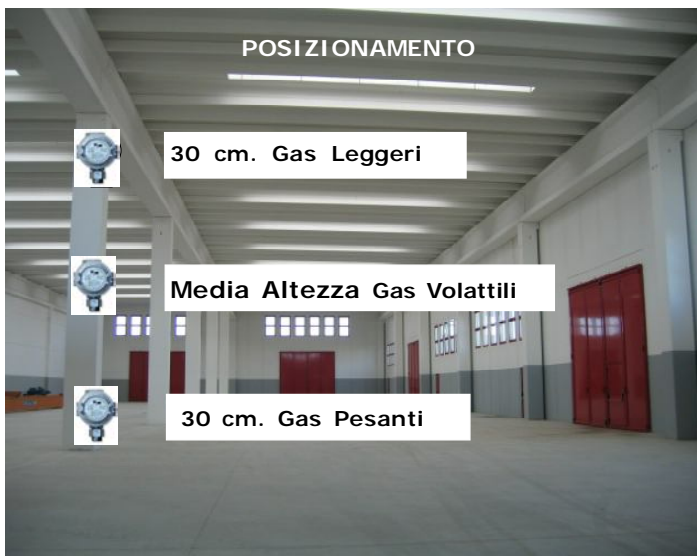 POSIZIONAMENTO
30 cm. Gas Leggeri
Media Altezza Gas Volattili
30 cm. Gas Pesanti